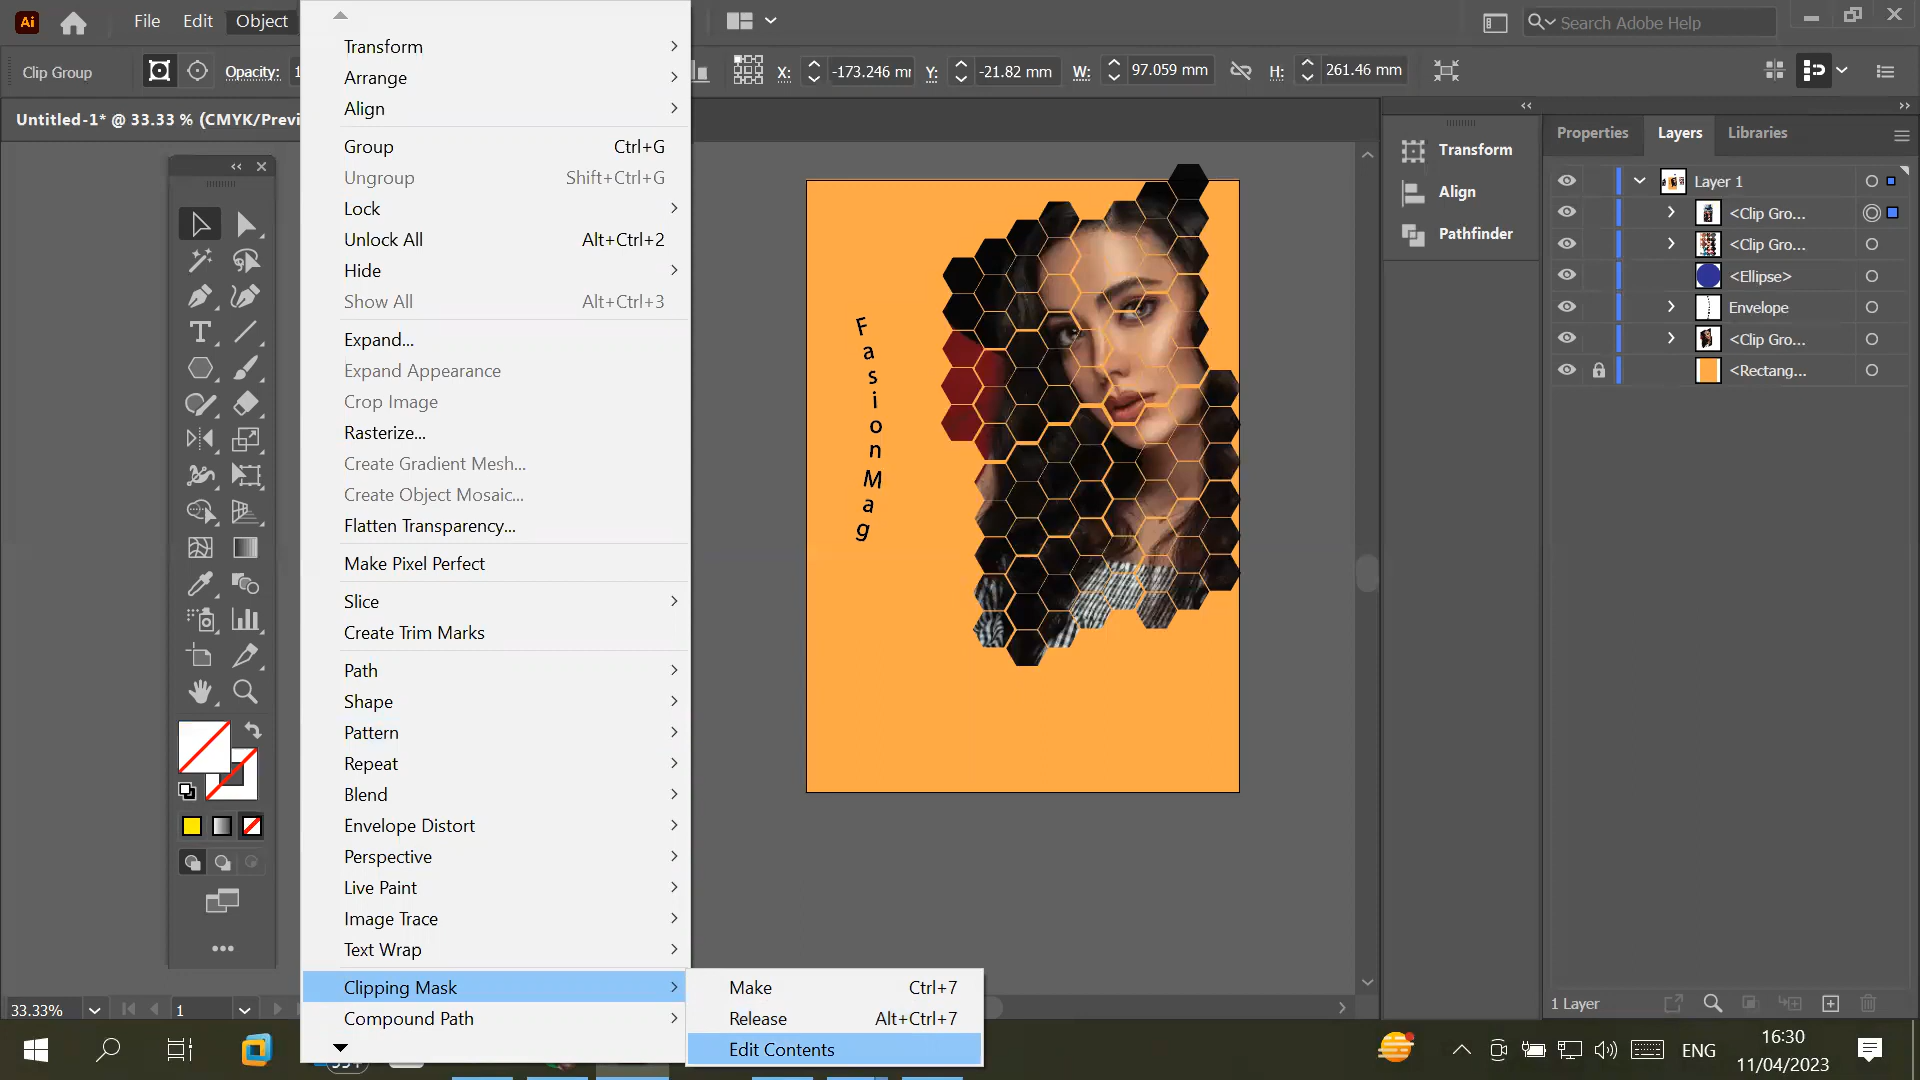 Ai
File Edit Object
Search Adobe Help
Clip Group
Opacity:
X: -173.246 mr
Y: -21.82 mm
W: 97.059 mm
H: 261.46 mm
Untitled-1* @ 33.33 % (CMYK/Previ
Transform
Arrange
Align
Group Ctrl+G
Ungroup Shift+Ctrl+G
Lock
Unlock All Alt+Ctrl+2
Hide
Show All Alt+Ctrl+3
Expand...
Expand Appearance
Crop Image
Rasterize...
Create Gradient Mesh...
Create Object Mosaic...
Flatten Transparency...
Make Pixel Perfect
Slice
Create Trim Marks
Path
Shape
Pattern
Repeat
Blend
Envelope Distort
Perspective
Live Paint
Image Trace
Text Wrap
Clipping Mask
Compound Path
Make Ctrl+7
Release Alt+Ctrl+7
Edit Contents
Fasion Mag
Transform
Align
Pathfinder
Properties Layers Libraries
Layer 1
<Clip Gro...
<Clip Gro...
<Ellipse>
Envelope
<Clip Gro...
<Rectang...
1 Layer
33.33%
1
ENG
16:30
11/04/2023